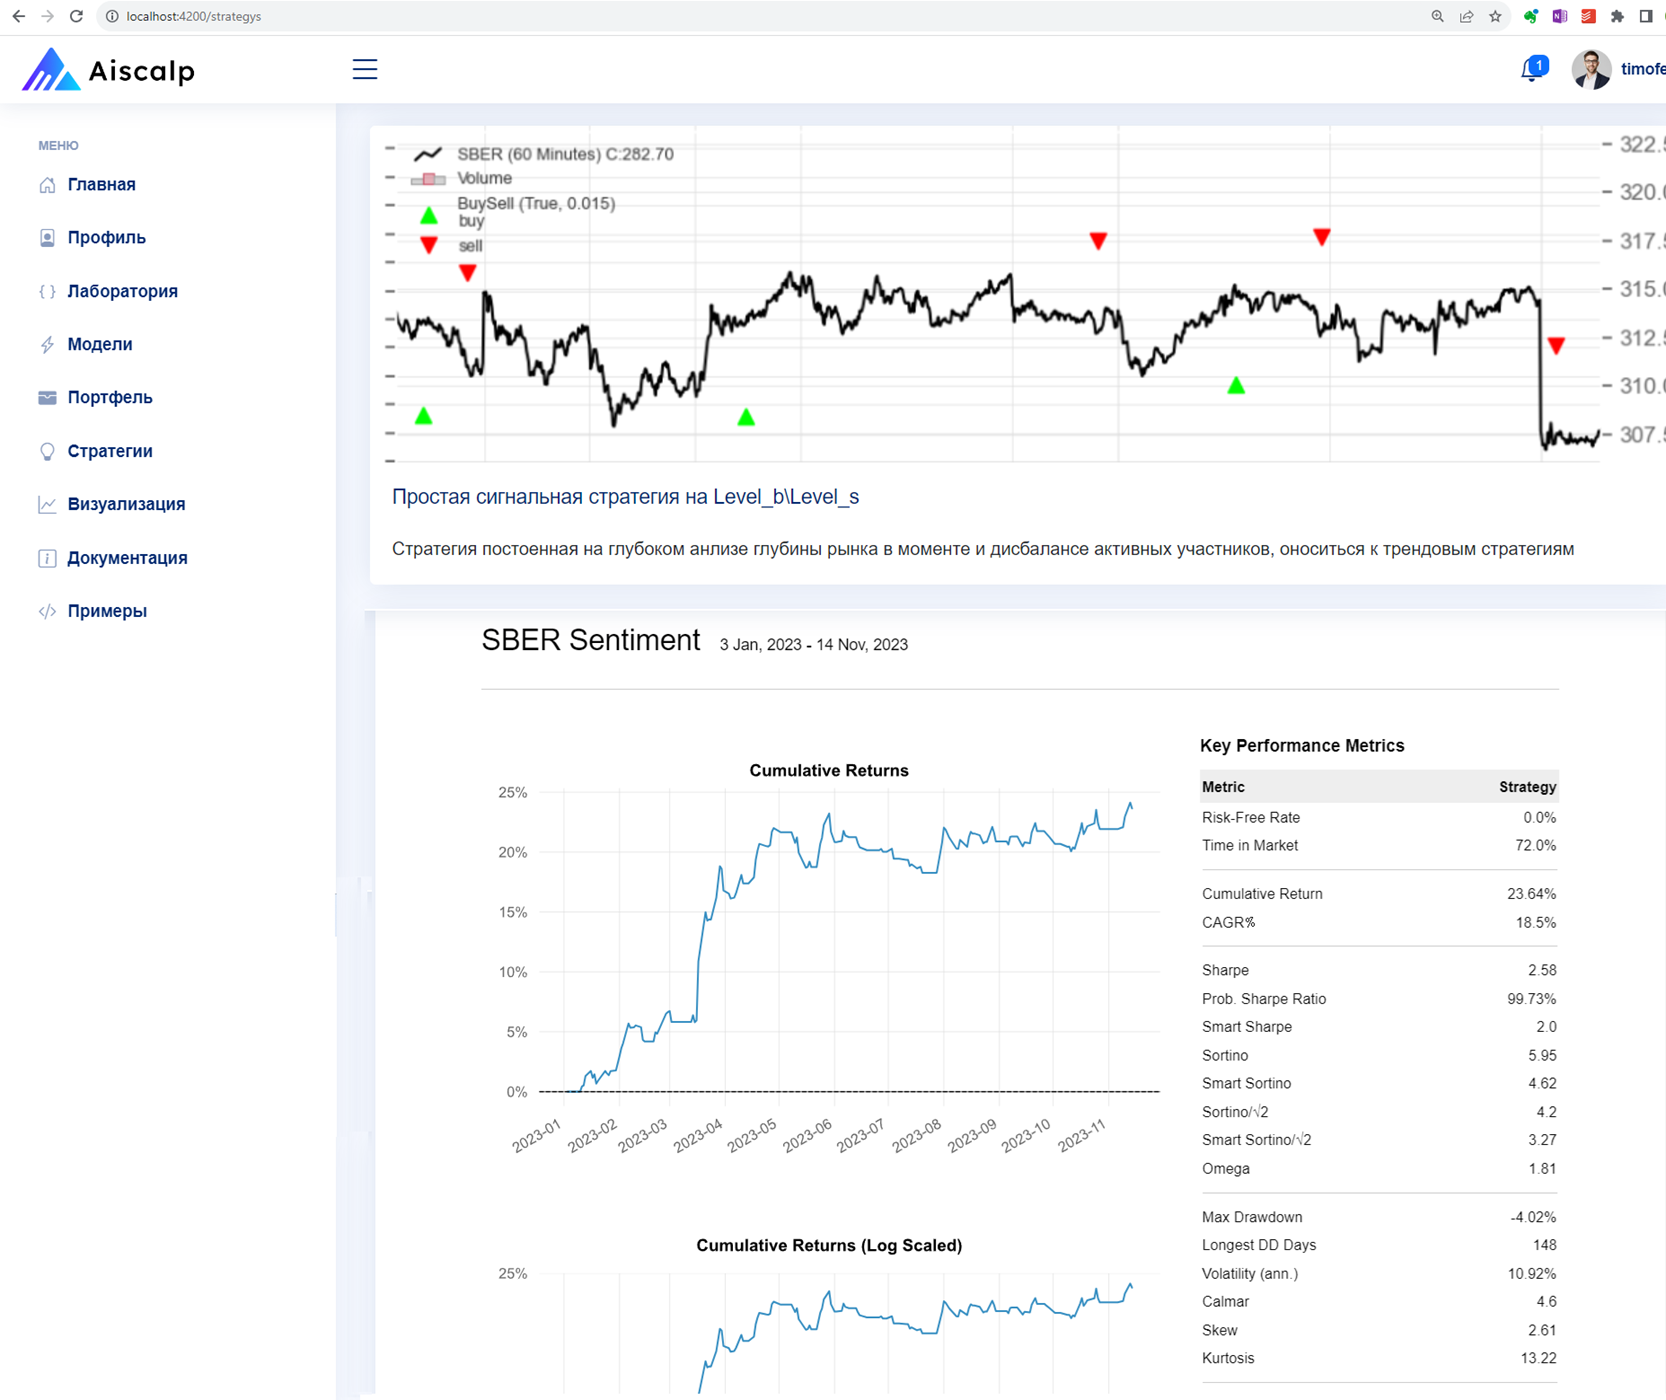 localhost:4200/strategys
Aiscalp
1
timofe
МЕНЮ
Главная
Профиль
Лаборатория
Модели
Портфель
Стратегии
Визуализация
Документация
Примеры
SBER (60 Minutes) C:282.70
Volume
BuySell (True, 0.015)
buy
sell
322.5
320.0
317.5
315.0
312.5
310.0
307.5
Простая сигнальная стратегия на Level_b\Level_s
Стратегия постоенная на глубоком анлизе глубины рынка в моменте и дисбалансе активных участников, оноситься к трендовым стратегиям
SBER Sentiment 3 Jan, 2023 - 14 Nov, 2023
Cumulative Returns
25%
20%
15%
10%
5%
0%
2023-01
2023-02
2023-03
2023-04
2023-05
2023-06
2023-07
2023-08
2023-09
2023-10
2023-11
Cumulative Returns (Log Scaled)
25%
Key Performance Metrics
Metric Strategy
Risk-Free Rate 0.0%
Time in Market 72.0%
Cumulative Return 23.64%
CAGR% 18.5%
Sharpe 2.58
Prob. Sharpe Ratio 99.73%
Smart Sharpe 2.0
Sortino 5.95
Smart Sortino 4.62
Sortino/√2 4.2
Smart Sortino/√2 3.27
Omega 1.81
Max Drawdown -4.02%
Longest DD Days 148
Volatility (ann.) 10.92%
Calmar 4.6
Skew 2.61
Kurtosis 13.22